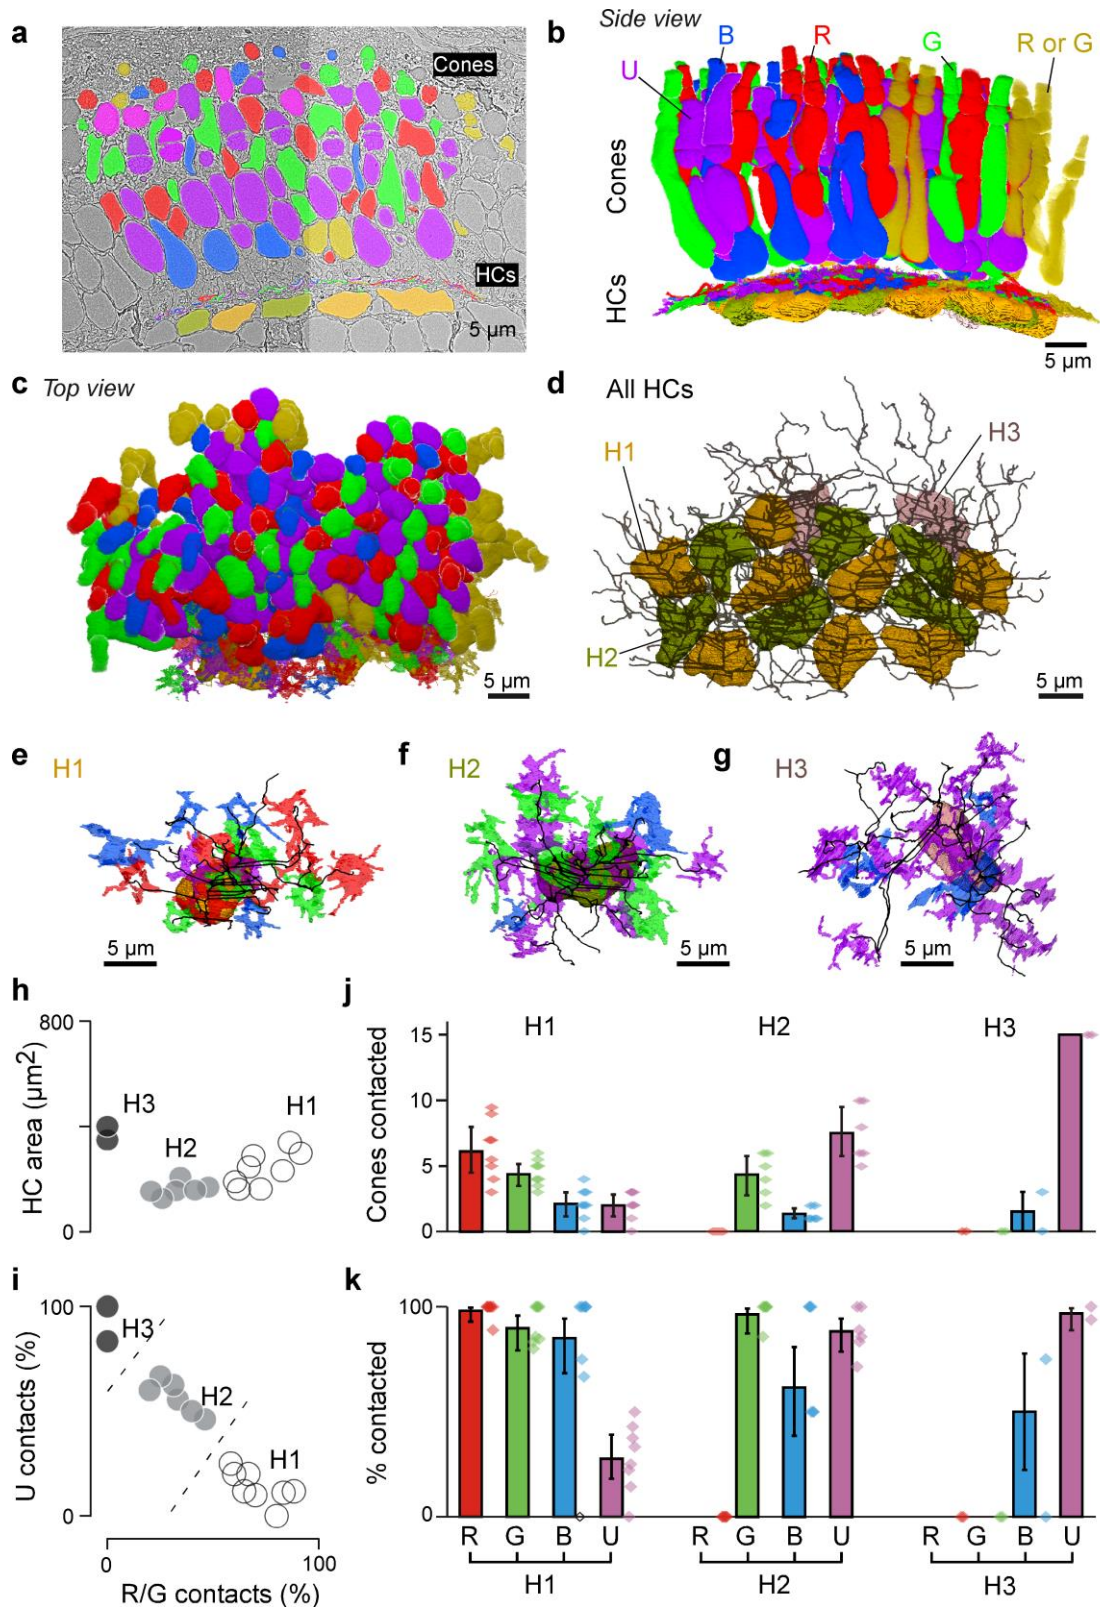 a
Cones
HCs
5 µm
b
Side view
B
R
G
R or G
U
Cones
HCs
5 µm
c
Top view
5 µm
d
All HCs
H1
H3
H2
5 µm
e
H1
5 µm
f
H2
5 µm
g
H3
5 µm
h
800
HC area (µm2)
0
H3
H2
H1
i
100
U contacts (%)
0
H3
H2
H1
0 100
R/G contacts (%)
j
H1 H2 H3
Cones contacted
15
10
5
0
k
% contacted
100
0
R G B U R G B U R G B U
H1 H2 H3